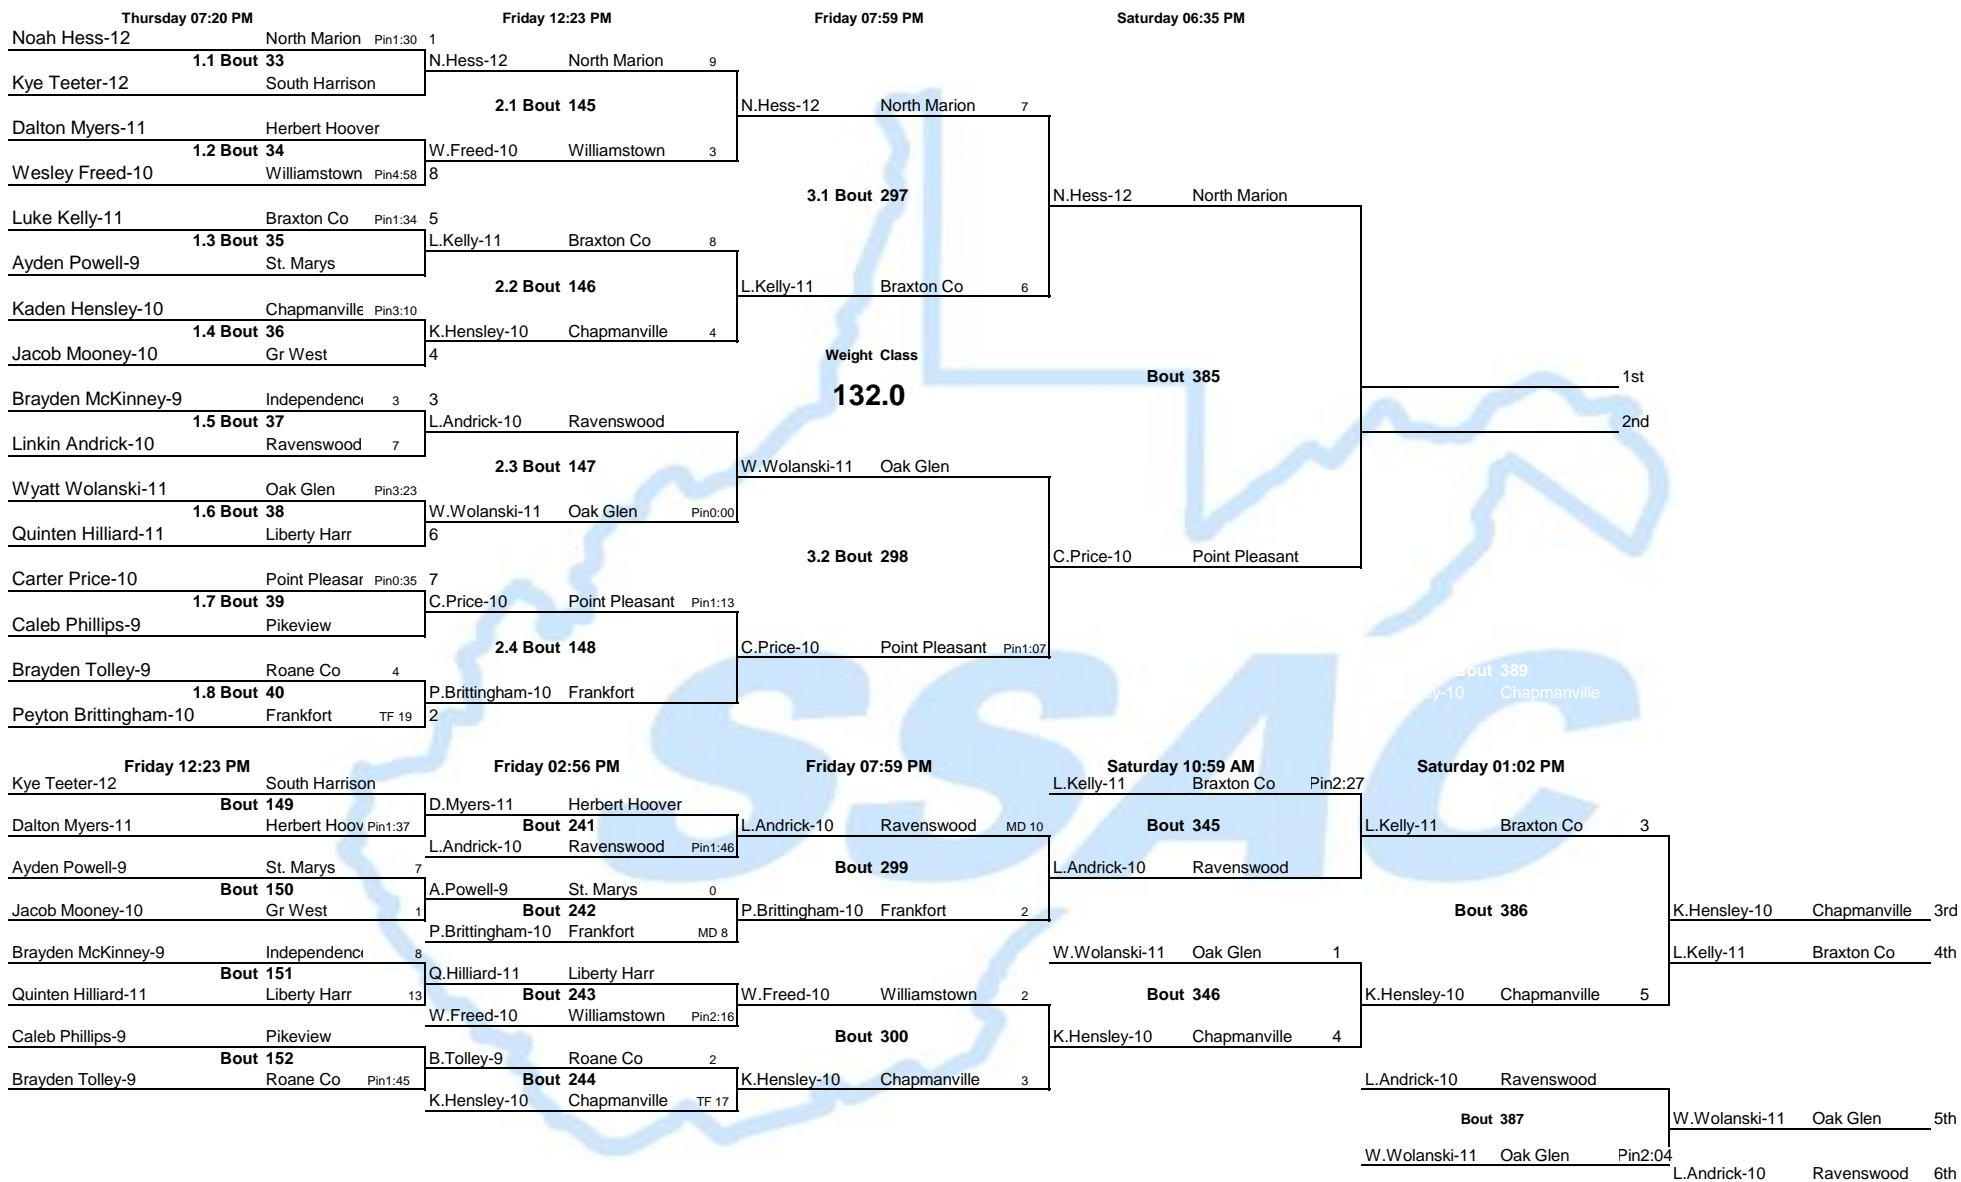 Thursday 07:20 PM Friday 12:23 PM Friday 07:59 PM Saturday 06:35 PM
Noah Hess-12 North Marion Pin1:30 1
1.1 Bout 33
N.Hess-12 North Marion 9
Kye Teeter-12 South Harrison
2.1 Bout 145
N.Hess-12 North Marion 7
Dalton Myers-11 Herbert Hoover
1.2 Bout 34
W.Freed-10 Williamstown 3
Wesley Freed-10 Williamstown Pin4:58 8
3.1 Bout 297
N.Hess-12 North Marion
Luke Kelly-11 Braxton Co Pin1:34 5
1.3 Bout 35
L.Kelly-11 Braxton Co 8
Ayden Powell-9 St. Marys
2.2 Bout 146
L.Kelly-11 Braxton Co 6
Kaden Hensley-10 Chapmanville Pin3:10
1.4 Bout 36
K.Hensley-10 Chapmanville 4
Jacob Mooney-10 Gr West 4
Weight Class
132.0
Bout 385
1st
2nd
Brayden McKinney-9 Independence 3 3
1.5 Bout 37
L.Andrick-10 Ravenswood
Linkin Andrick-10 Ravenswood 7
2.3 Bout 147
W.Wolanski-11 Oak Glen
Wyatt Wolanski-11 Oak Glen Pin3:23
1.6 Bout 38
W.Wolanski-11 Oak Glen Pin0:00
Quinten Hilliard-11 Liberty Harr 6
3.2 Bout 298
C.Price-10 Point Pleasant
Carter Price-10 Point Pleasar Pin0:35 7
1.7 Bout 39
C.Price-10 Point Pleasant Pin1:13
Caleb Phillips-9 Pikeview
2.4 Bout 148
C.Price-10 Point Pleasant Pin1:07
Brayden Tolley-9 Roane Co 4
1.8 Bout 40
P.Brittingham-10 Frankfort
Peyton Brittingham-10 Frankfort TF 19 2
Bout 389
ey-10 Chapmanville
SSAC
Friday 12:23 PM Friday 02:56 PM Friday 07:59 PM Saturday 10:59 AM Saturday 01:02 PM
Kye Teeter-12 South Harrison
L.Kelly-11 Braxton Co Pin2:27
Bout 149
D.Myers-11 Herbert Hoover
Dalton Myers-11 Herbert Hoov Pin1:37
Bout 241
L.Andrick-10 Ravenswood MD 10
Bout 345
L.Kelly-11 Braxton Co 3
L.Andrick-10 Ravenswood Pin1:46
Ayden Powell-9 St. Marys 7
Bout 299
L.Andrick-10 Ravenswood
Bout 150
A.Powell-9 St. Marys 0
Jacob Mooney-10 Gr West 1
Bout 242
P.Brittingham-10 Frankfort 2
Bout 386
K.Hensley-10 Chapmanville 3rd
P.Brittingham-10 Frankfort MD 8
Brayden McKinney-9 Independence 8
W.Wolanski-11 Oak Glen 1
L.Kelly-11 Braxton Co 4th
Bout 151
Q.Hilliard-11 Liberty Harr
Quinten Hilliard-11 Liberty Harr 13
Bout 243
W.Freed-10 Williamstown 2
Bout 346
K.Hensley-10 Chapmanville 5
W.Freed-10 Williamstown Pin2:16
Caleb Phillips-9 Pikeview
Bout 300
K.Hensley-10 Chapmanville 4
Bout 152
B.Tolley-9 Roane Co 2
Brayden Tolley-9 Roane Co Pin1:45
Bout 244
K.Hensley-10 Chapmanville 3
L.Andrick-10 Ravenswood
K.Hensley-10 Chapmanville TF 17
Bout 387
W.Wolanski-11 Oak Glen 5th
W.Wolanski-11 Oak Glen Pin2:04
L.Andrick-10 Ravenswood 6th